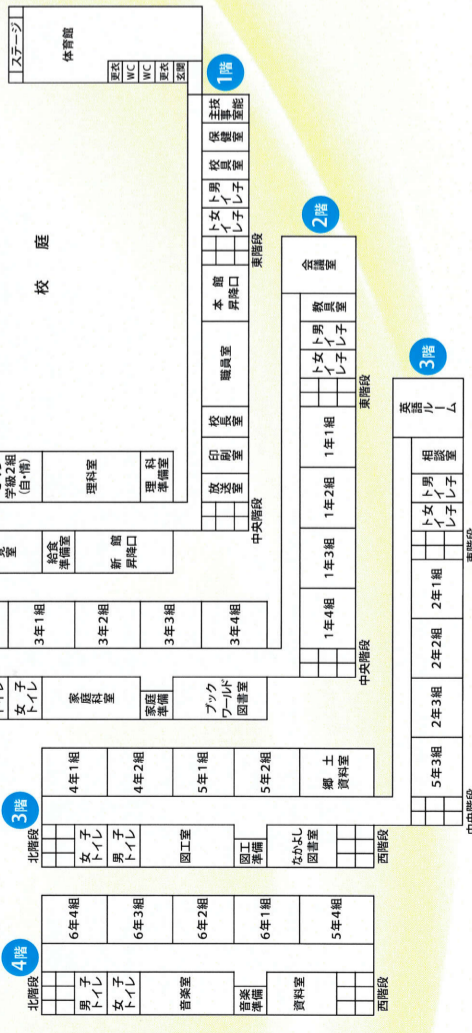 ステージ
体育館
更衣
WC
WC
更衣
玄関
校庭
1階
主事室
技能
保健室
校具室
男子トイレ
女子トイレ
東階段
本館昇降口
職員室
校長室
印刷室
放送室
中央階段
学級2組
(自・情)
理科室
理科準備室
給食準備室
新館昇降口
2階
会議室
教具室
男子トイレ
女子トイレ
東階段
1年1組
1年2組
1年3組
1年4組
中央階段
3年1組
3年2組
3年3組
3年4組
女子トイレ
家庭科室
家庭準備
ブックワールド図書室
3階
英語ルーム
相談室
男子トイレ
女子トイレ
東階段
2年1組
2年2組
2年3組
5年3組
中央階段
3階
北階段
4年1組
4年2組
5年1組
5年2組
郷土資料室
女子トイレ
男子トイレ
図工室
図工準備
なかよし図書室
西階段
4階
北階段
6年4組
6年3組
6年2組
6年1組
5年4組
男子トイレ
女子トイレ
音楽室
音楽準備
資料室
西階段